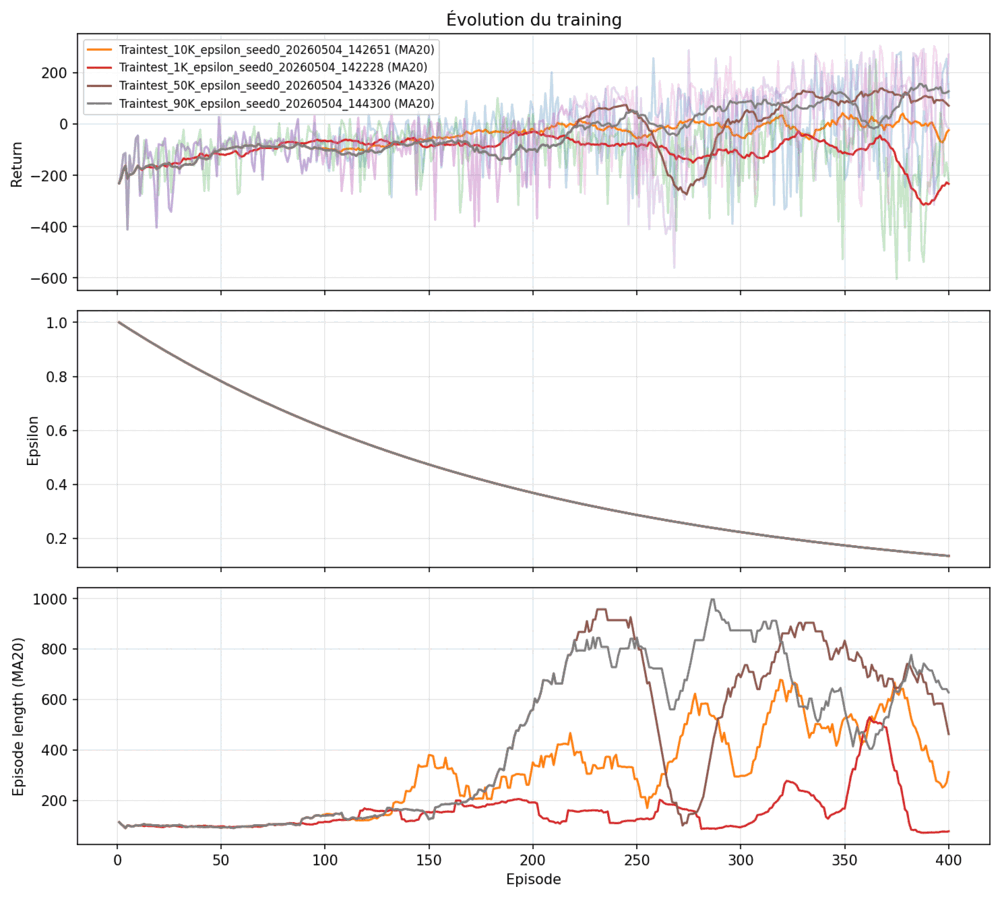 Évolution du training
Traintest_10K_epsilon_seed0_20260504_142651 (MA20)
Traintest_1K_epsilon_seed0_20260504_142228 (MA20)
Traintest_50K_epsilon_seed0_20260504_143326 (MA20)
Traintest_90K_epsilon_seed0_20260504_144300 (MA20)
Return
200
0
−200
−400
−600
Epsilon
1.0
0.8
0.6
0.4
0.2
Episode length (MA20)
1000
800
600
400
200
0 50 100 150 200 250 300 350 400
Episode